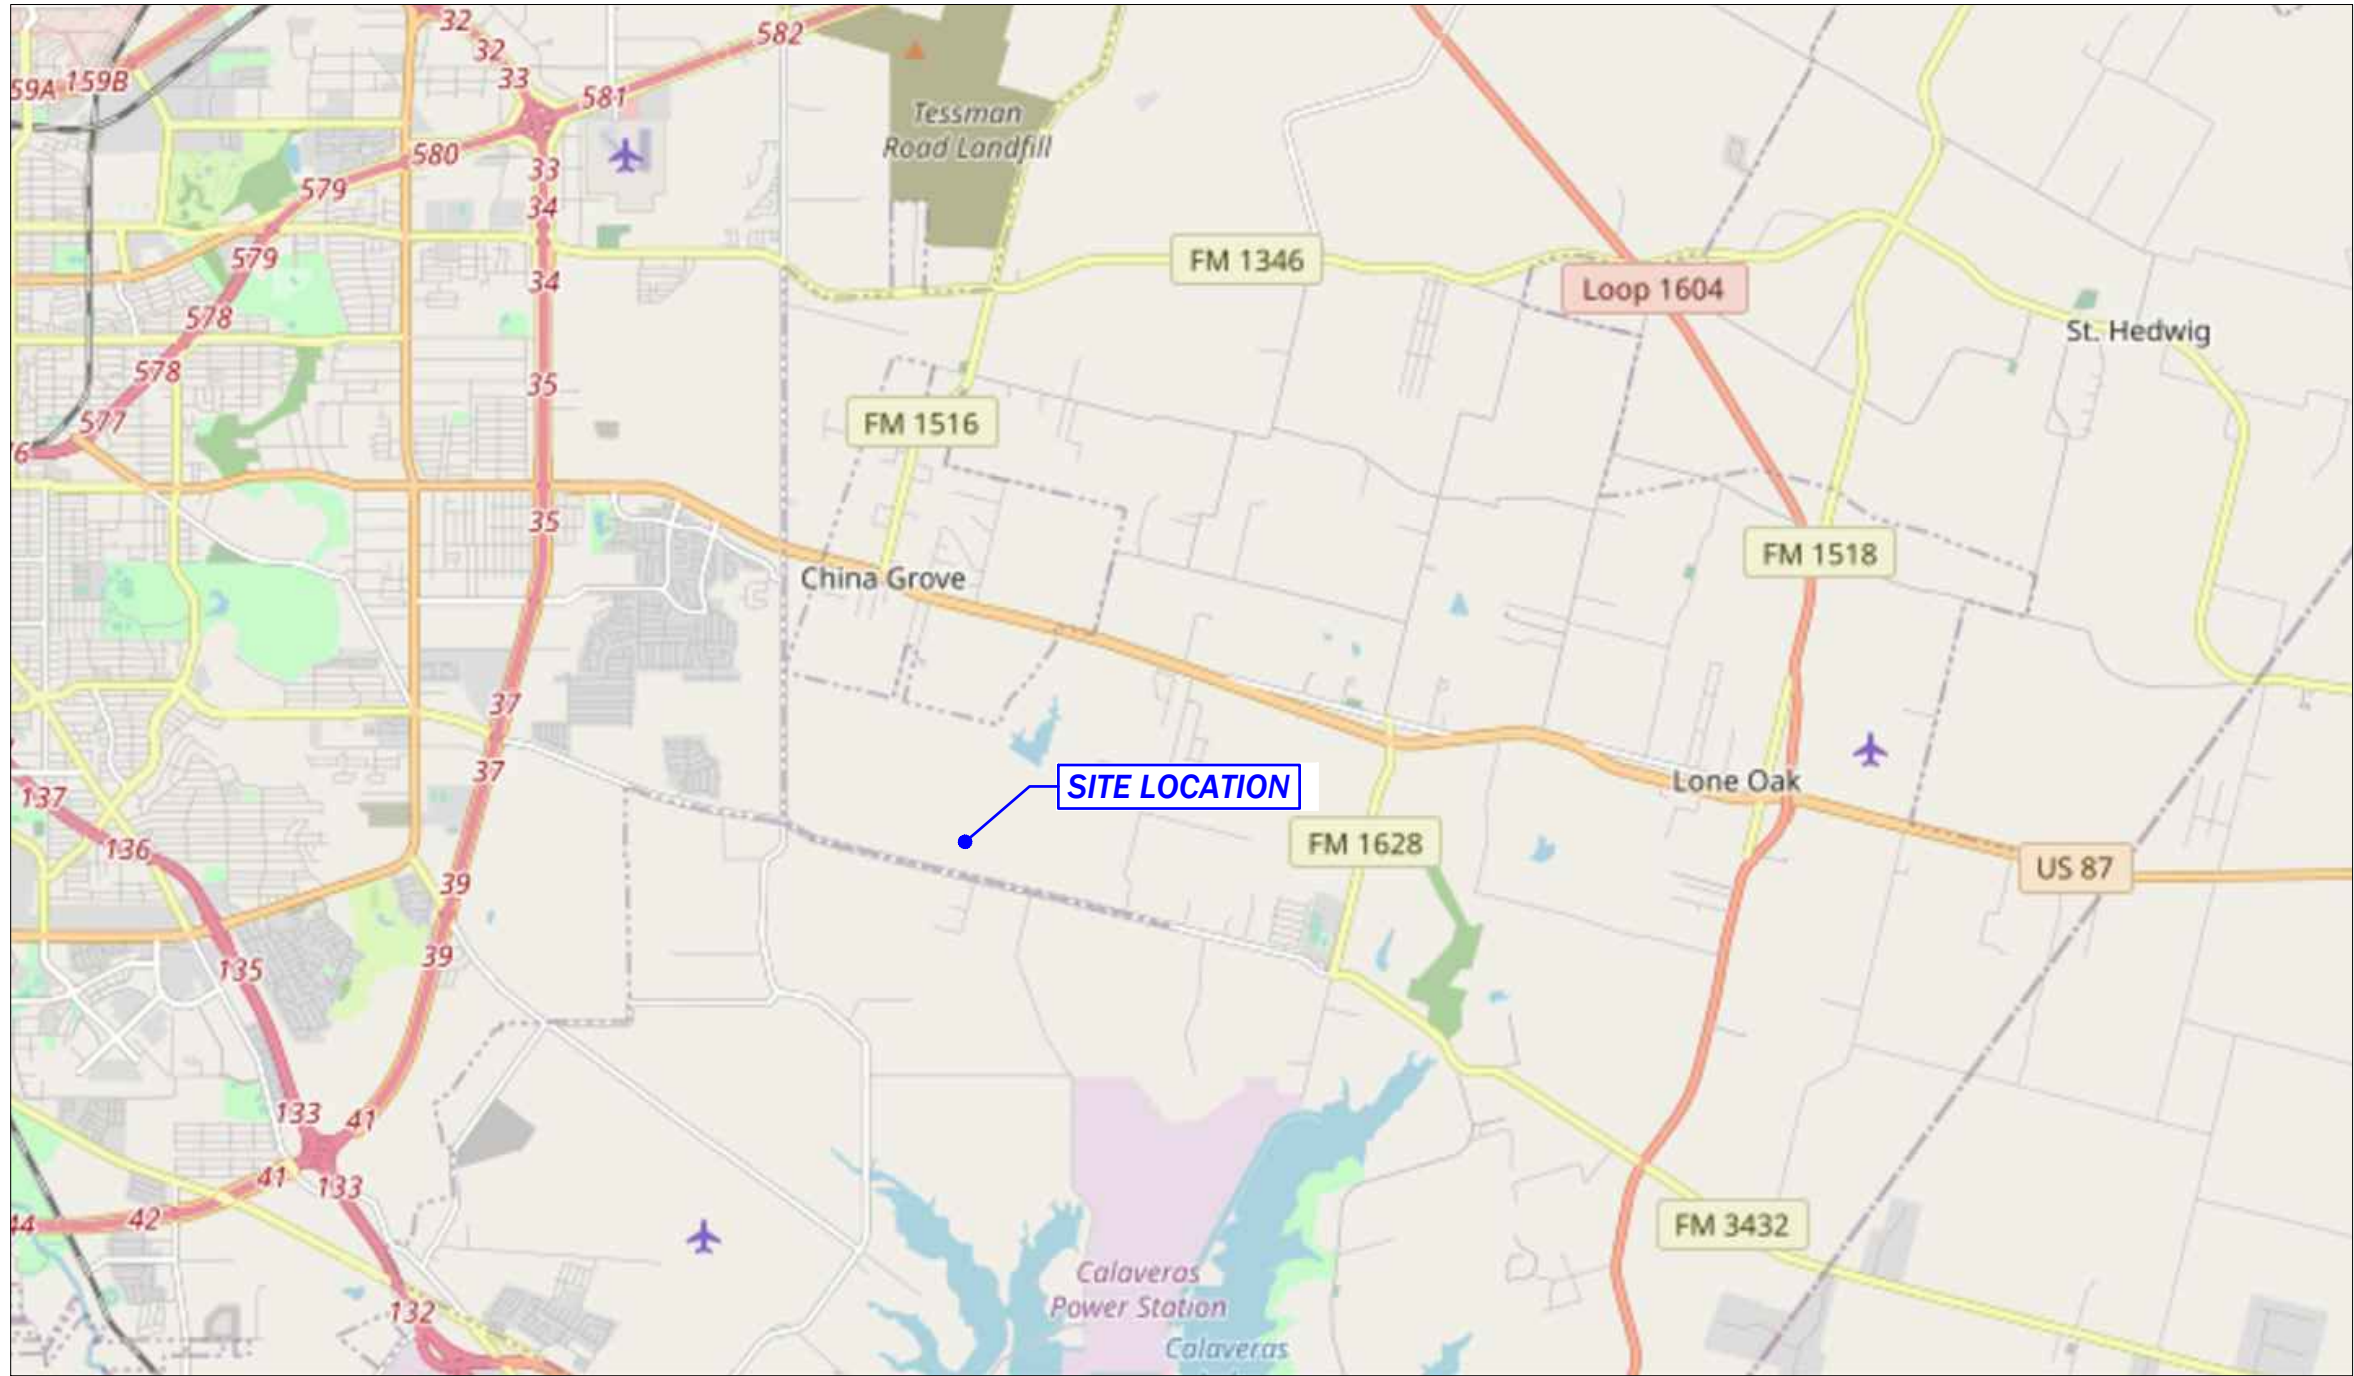 32
582
32
33
59A
159B
581
Tessman
Road Landfill
580
33
579
34
579
FM 1346
34
Loop 1604
578
St. Hedwig
578
35
577
FM 1516
6
35
FM 1518
China Grove
37
37
SITE LOCATION
Lone Oak
137
136
FM 1628
US 87
39
39
135
133
41
41
133
44
42
FM 3432
Calaveras
Power Station
132
Calaveras